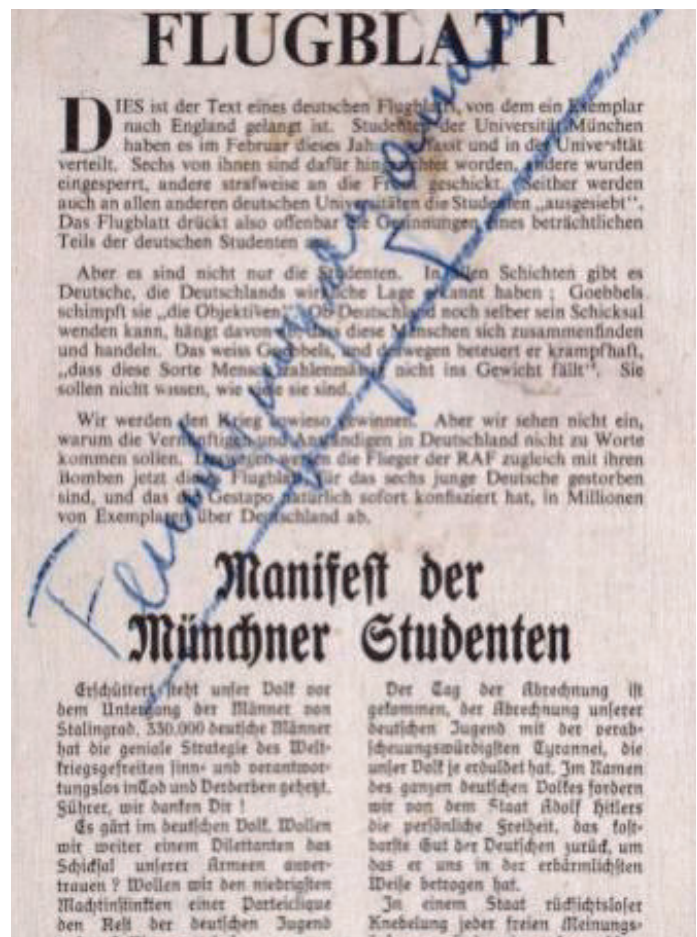 FLUGBLATT
DIES ist der Text eines deutschen Flugblatts, von dem ein Exemplar
nach England gelangt ist. Studenten der Universität München
haben es im Februar dieses Jahres verfasst und in der Universität
verteilt. Sechs von ihnen sind dafür hingerichtet worden, andere wurden
eingesperrt, andere strafweise an die Front geschickt. Seither werden
auch an allen anderen deutschen Universitäten die Studenten „ausgesiebt“.
Das Flugblatt drückt also offenbar die Gesinnungen eines beträchtlichen
Teils der deutschen Studenten aus.
Aber es sind nicht nur die Studenten. In allen Schichten gibt es
Deutsche, die Deutschlands wirkliche Lage erkannt haben ; Goebbels
schimpft sie „die Objektiven“. Ob Deutschland noch selber sein Schicksal
wenden kann, hängt davon ab, dass diese Menschen sich zusammenfinden
und handeln. Das weiss Goebbels, und deswegen beteuert er krampfhaft,
„dass diese Sorte Mensch zahlenmäßig nicht ins Gewicht fällt“. Sie
sollen nicht wissen, wie viele sie sind.
Wir werden den Krieg sowieso gewinnen. Aber wir sehen nicht ein,
warum die Vernünftigen und Anständigen in Deutschland nicht zu Worte
kommen sollen. Deswegen werfen die Flieger der RAF zugleich mit ihren
Bomben jetzt dieses Flugblatt, für das sechs junge Deutsche gestorben
sind, und das die Gestapo natürlich sofort konfisziert hat, in Millionen
von Exemplaren über Deutschland ab.
Manifest der
Münchner Studenten
Erschüttert steht unser Volk vor
dem Untergang der Männer von
Stalingrad. 330.000 deutsche Männer
hat die geniale Strategie des Welt-
kriegsgefreiten sinn- und verantwor-
tungslos in Tod und Verderben gehetzt.
Führer, wir danken Dir !
Es gärt im deutschen Volk. Wollen
wir weiter einem Dilettanten das
Schicksal unserer Armeen anver-
trauen ? Wollen wir den niedrigsten
Machtinstinkten einer Parteiclique
den Rest der deutschen Jugend
Der Tag der Abrechnung ist
gekommen, der Abrechnung unserer
deutschen Jugend mit der verab-
scheuungswürdigsten Tyrannei, die
unser Volk je erduldet hat. Im Namen
des ganzen deutschen Volkes fordern
wir von dem Staat Adolf Hitlers
die persönliche Freiheit, das kost-
barste Gut der Deutschen zurück, um
das er uns in der erbärmlichsten
Weise betrogen hat.
In einem Staat rücksichtsloser
Knebelung jeder freien Meinungs-